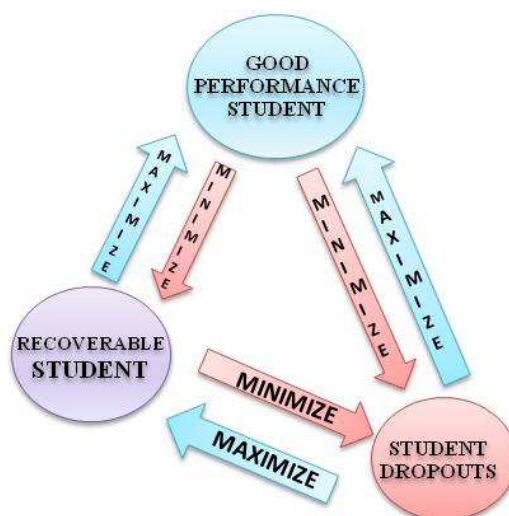 GOOD
PERFORMANCE
STUDENT
MAXIMIZE
MINIMIZE
MINIMIZE
MAXIMIZE
RECOVERABLE
STUDENT
MINIMIZE
MAXIMIZE
STUDENT
DROPOUTS